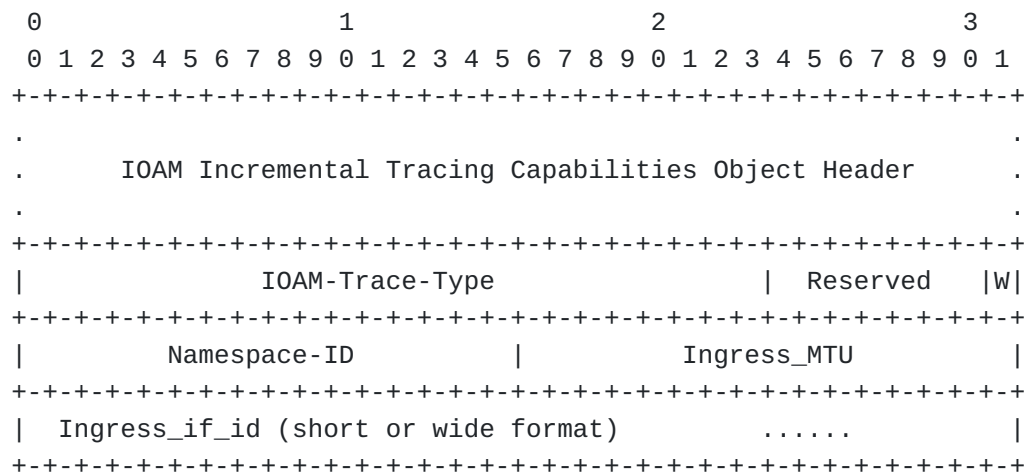 0                   1                   2                   3
 0 1 2 3 4 5 6 7 8 9 0 1 2 3 4 5 6 7 8 9 0 1 2 3 4 5 6 7 8 9 0 1
+-+-+-+-+-+-+-+-+-+-+-+-+-+-+-+-+-+-+-+-+-+-+-+-+-+-+-+-+-+-+-+-+
.                                                               .
.      IOAM Incremental Tracing Capabilities Object Header      .
.                                                               .
+-+-+-+-+-+-+-+-+-+-+-+-+-+-+-+-+-+-+-+-+-+-+-+-+-+-+-+-+-+-+-+-+
|               IOAM-Trace-Type                 |  Reserved   |W|
+-+-+-+-+-+-+-+-+-+-+-+-+-+-+-+-+-+-+-+-+-+-+-+-+-+-+-+-+-+-+-+-+
|         Namespace-ID          |          Ingress_MTU          |
+-+-+-+-+-+-+-+-+-+-+-+-+-+-+-+-+-+-+-+-+-+-+-+-+-+-+-+-+-+-+-+-+
|  Ingress_if_id (short or wide format)         ......          |
+-+-+-+-+-+-+-+-+-+-+-+-+-+-+-+-+-+-+-+-+-+-+-+-+-+-+-+-+-+-+-+-+